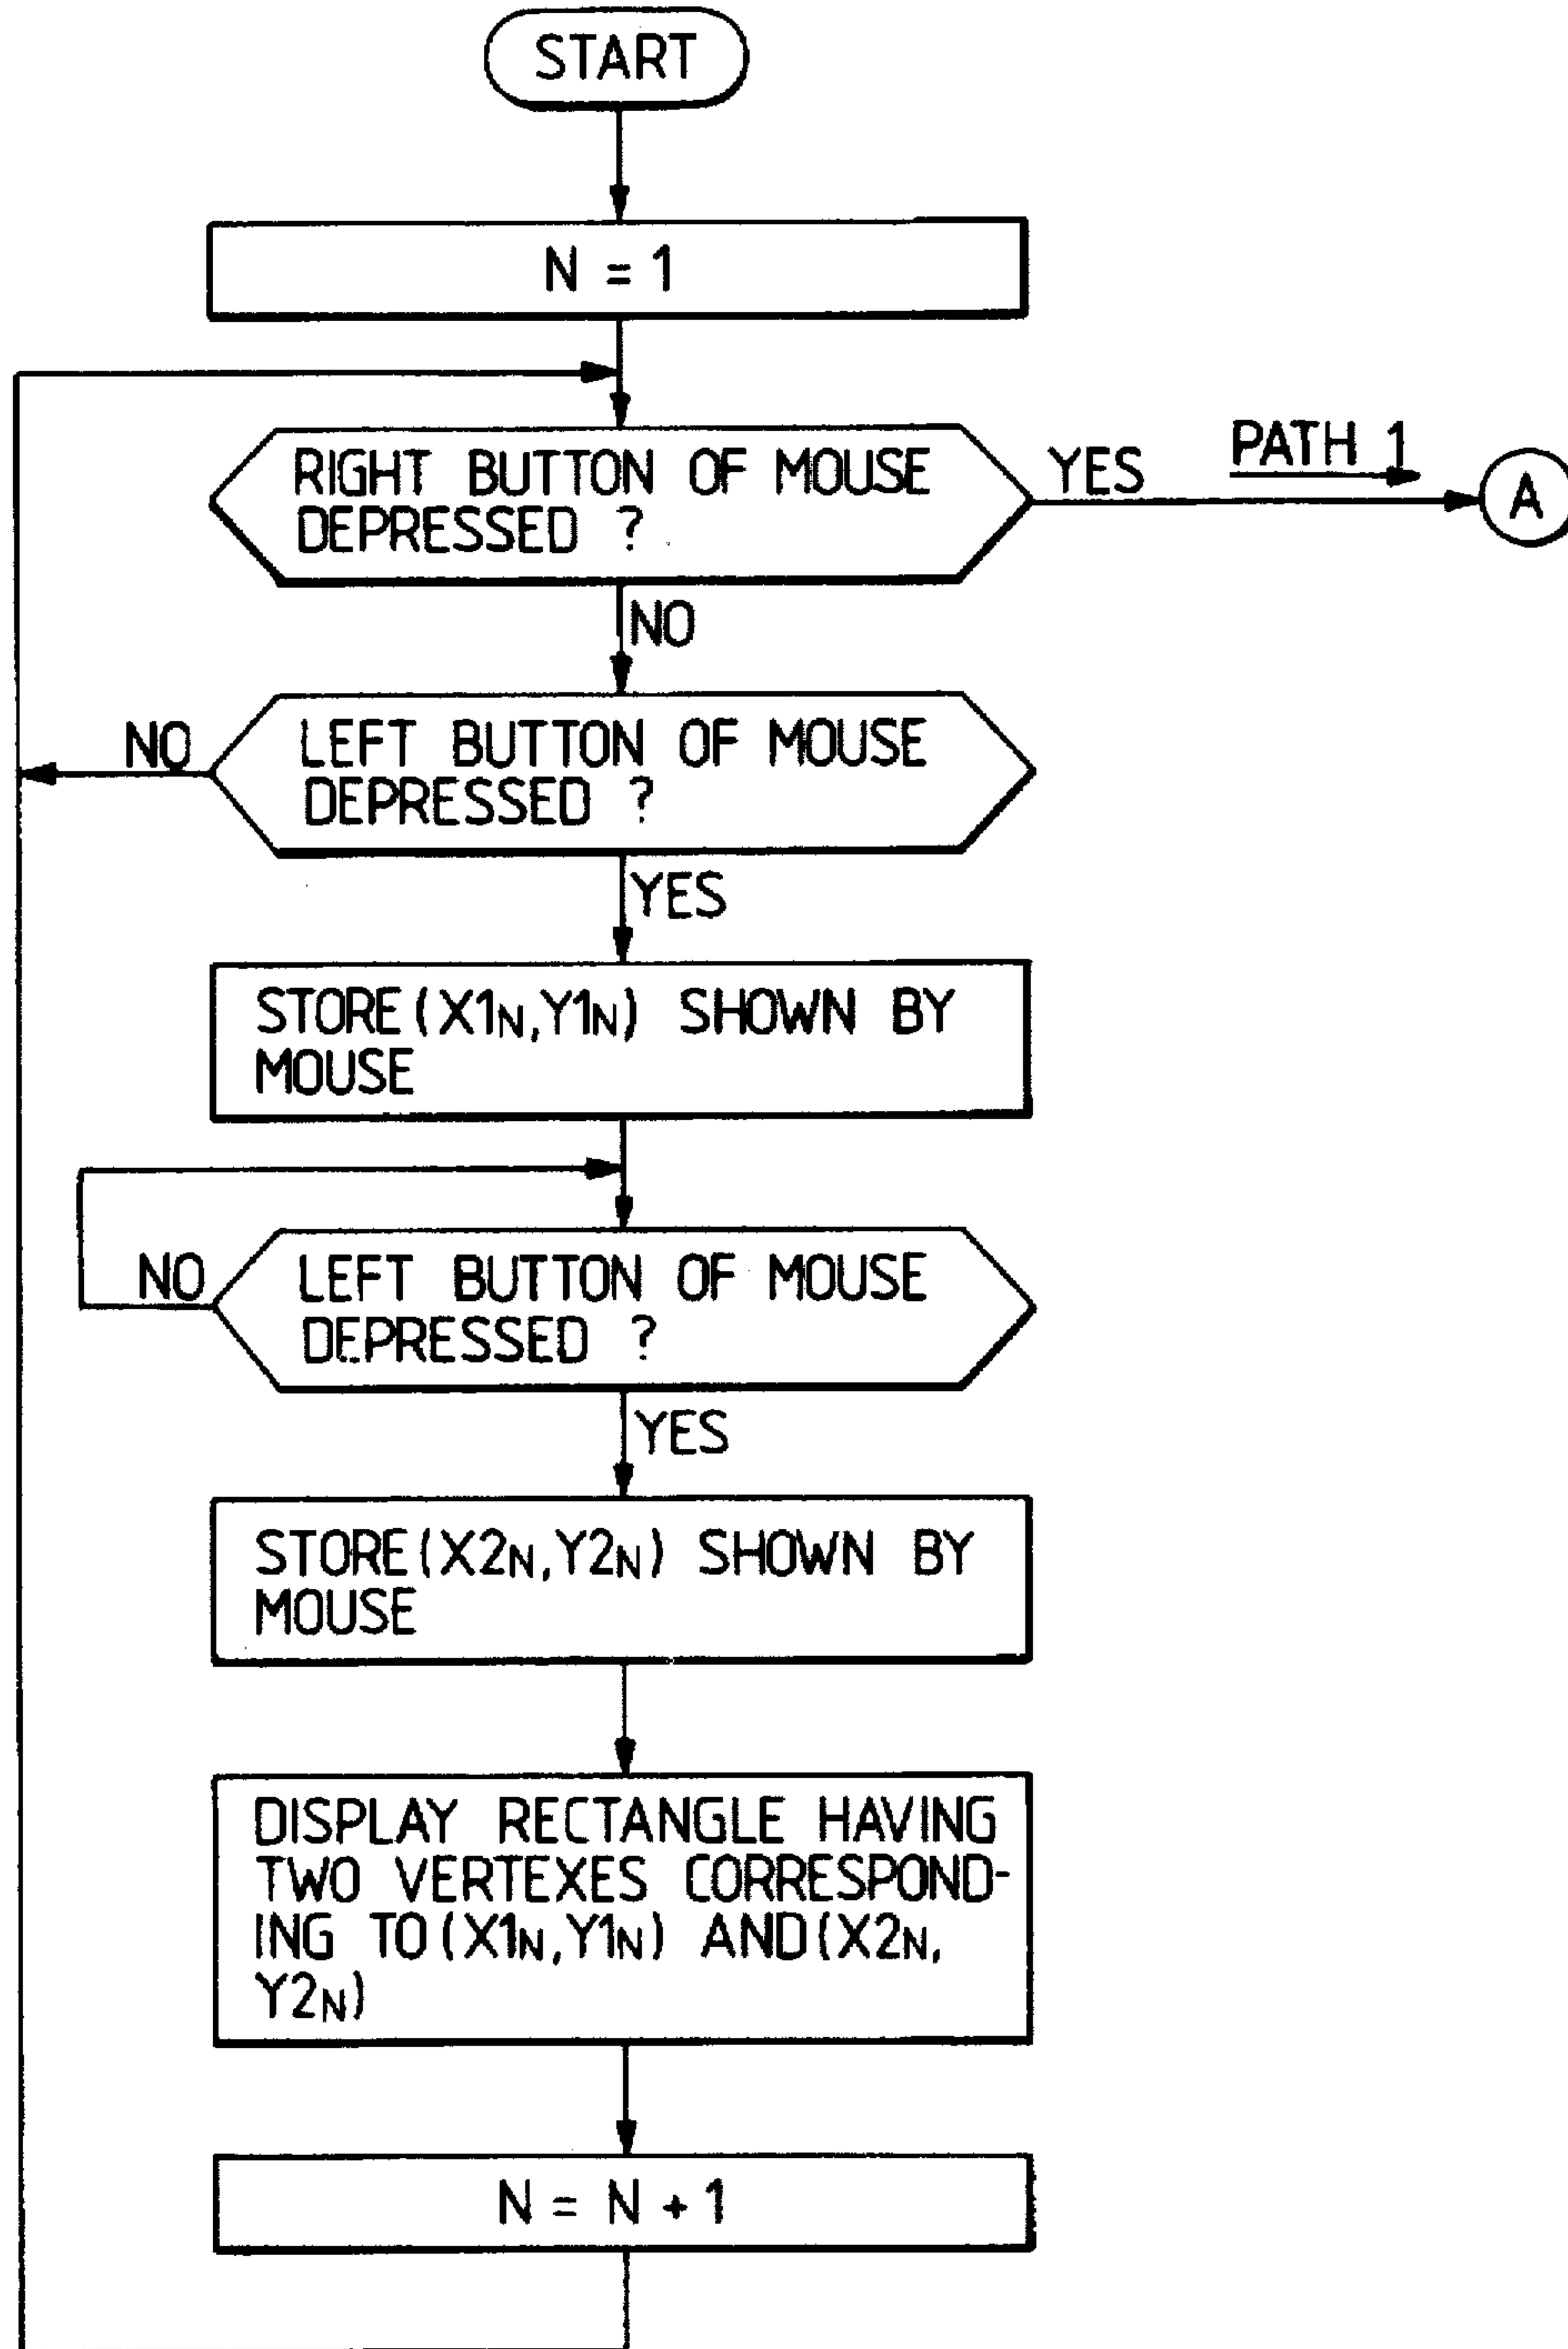 START
N = 1
RIGHT BUTTON OF MOUSE
DEPRESSED ?
YES
PATH 1
A
NO
LEFT BUTTON OF MOUSE
DEPRESSED ?
NO
YES
STORE (X1N, Y1N) SHOWN BY
MOUSE
LEFT BUTTON OF MOUSE
DEPRESSED ?
NO
YES
STORE (X2N, Y2N) SHOWN BY
MOUSE
DISPLAY RECTANGLE HAVING
TWO VERTEXES CORRESPOND-
ING TO (X1N, Y1N) AND (X2N,
Y2N)
N = N + 1